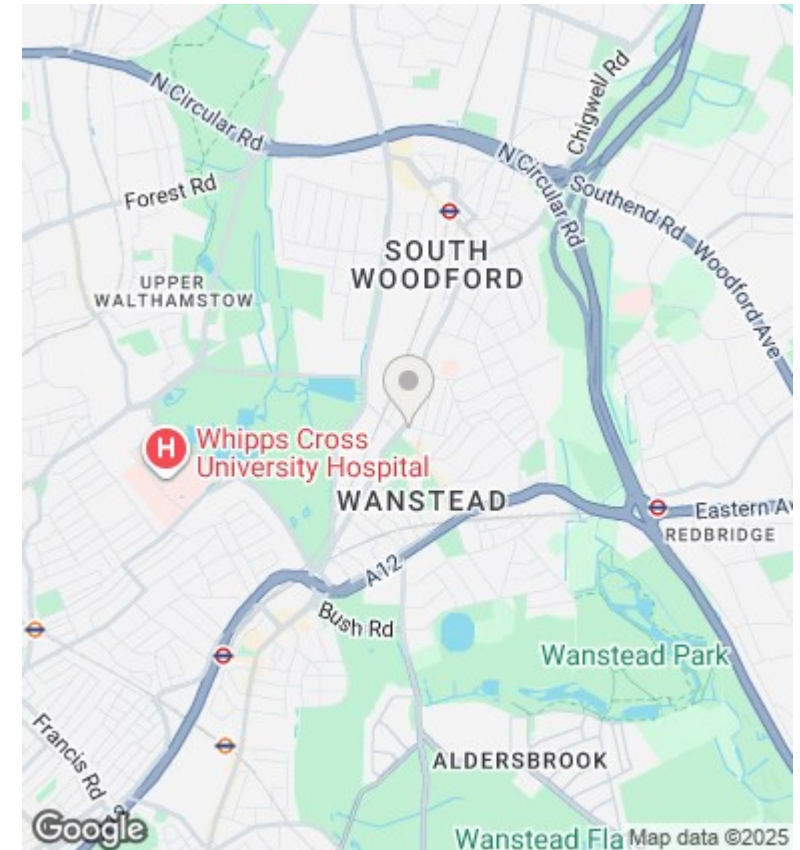 Chigwell Rd
N Circular Rd
N Circular Rd
Forest Rd
Southend Rd
Woodford Ave
SOUTH
WOODFORD
UPPER
WALTHAMSTOW
H
Whipps Cross
University Hospital
WANSTEAD
Eastern Av
REDBRIDGE
A12
Bush Rd
Wanstead Park
Francis Rd
ALDERSBROOK
Google
Wanstead Fla
Map data ©2025